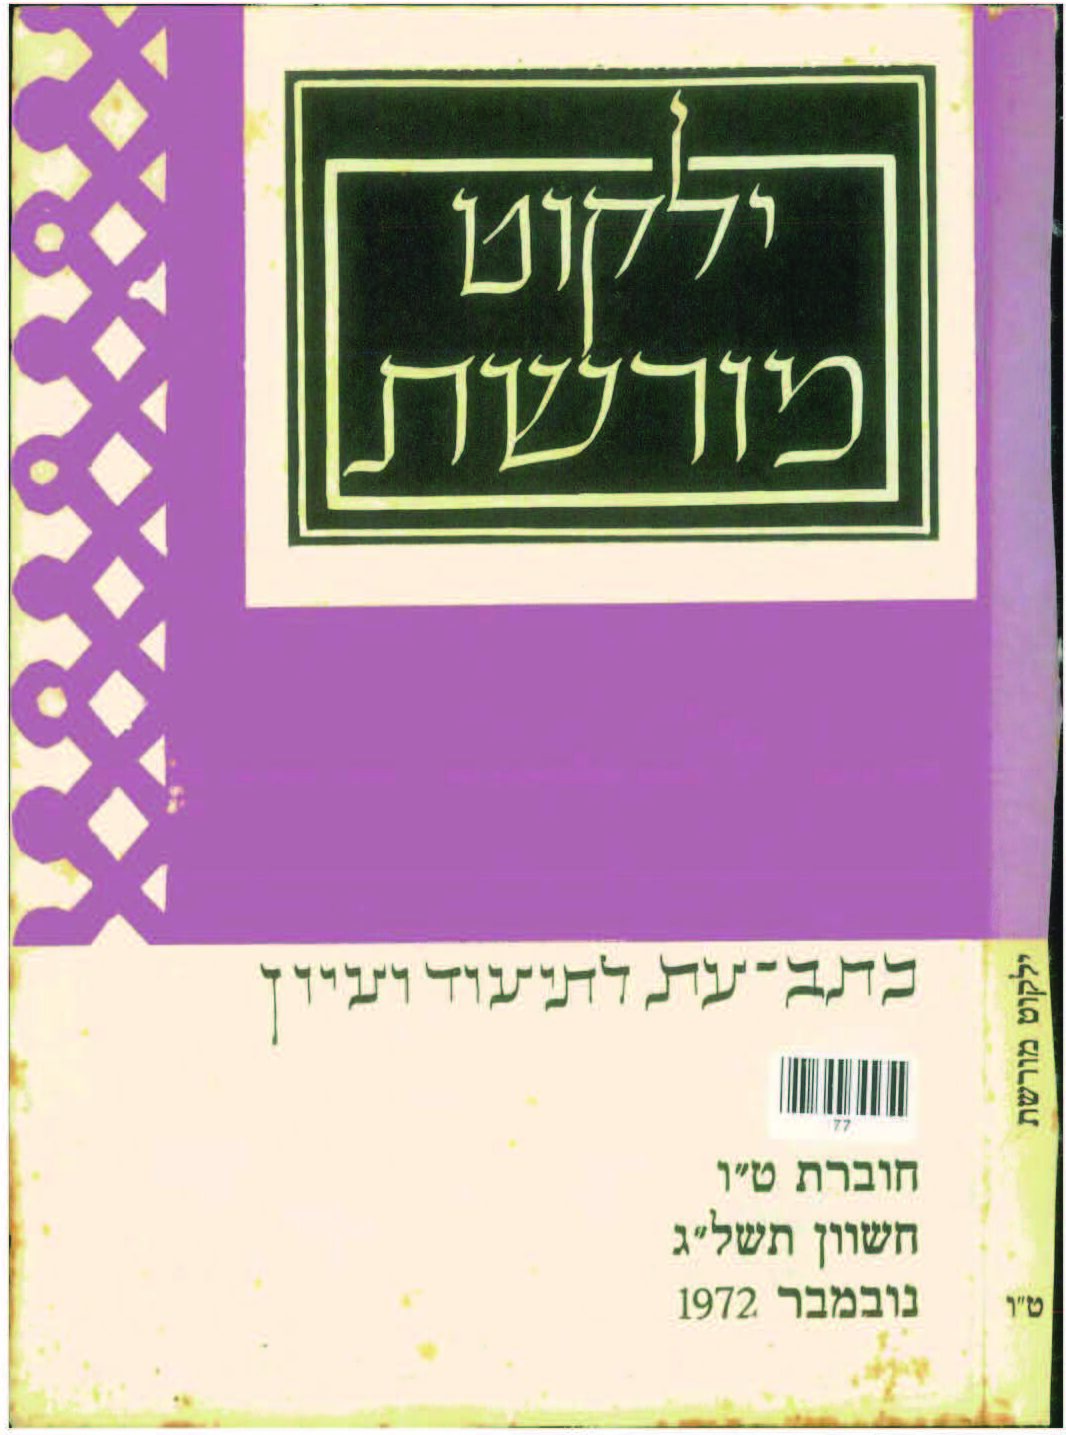 ילקוט
מורשת
כתב-עת לתיעוד ועיון
77
חוברת ט״ו
חשוון תשל״ג
נובמבר 1972
ילקוט מורשת
ט״ו